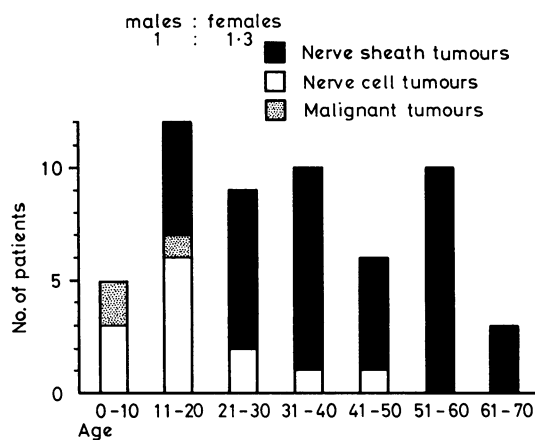 males : females
1 : 1·3
Nerve sheath tumours
Nerve cell tumours
Malignant tumours
No. of patients
10
5
0
0-10 11-20 21-30 31-40 41-50 51-60 61-70
Age